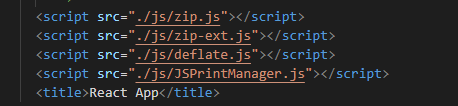 <script src="./js/zip.js"></script>
<script src="./js/zip-ext.js"></script>
<script src="./js/deflate.js"></script>
<script src="./js/JSPrintManager.js"></script>
<title>React App</title>